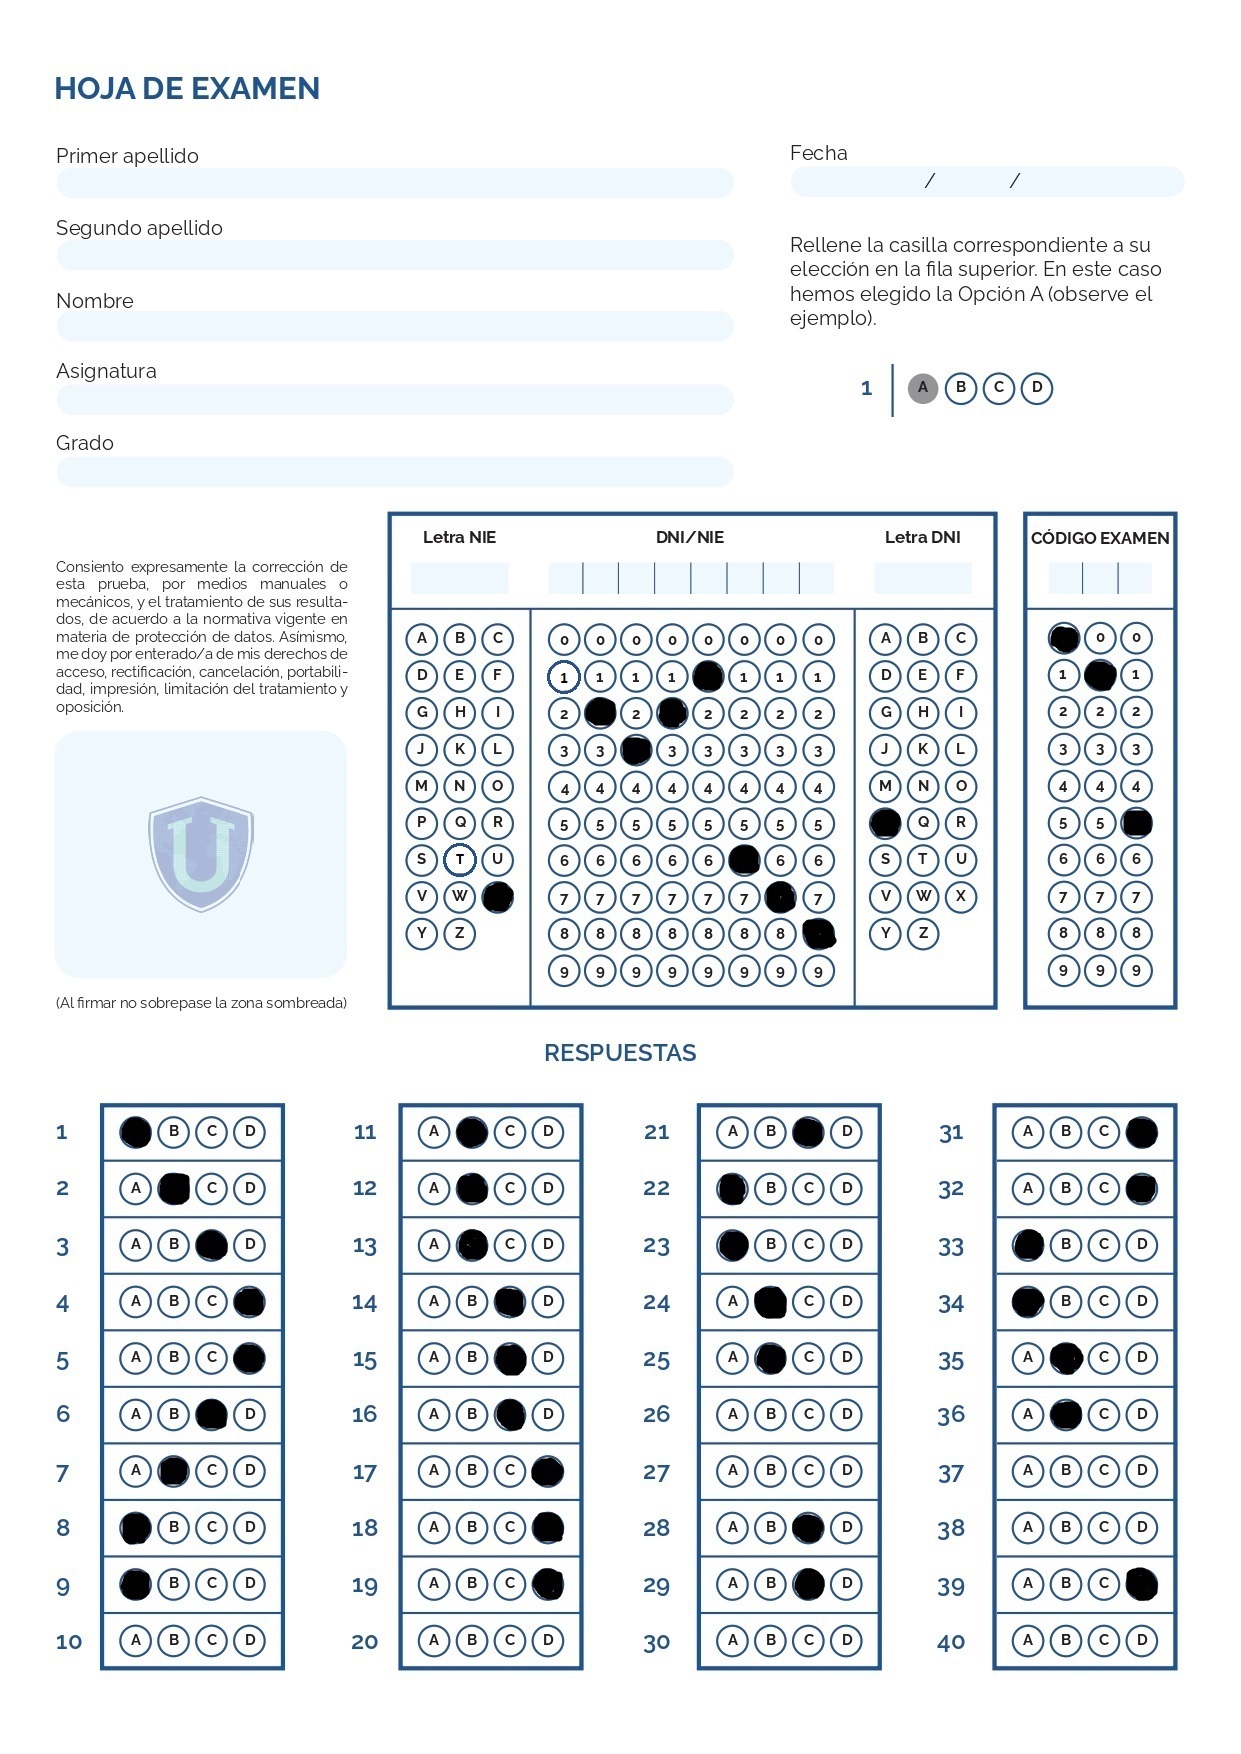 HOJA DE EXAMEN
Primer apellido
Segundo apellido
Nombre
Asignatura
Grado
Fecha
/ /
Rellene la casilla correspondiente a su
elección en la fila superior. En este caso
hemos elegido la Opción A (observe el
ejemplo).
1 A B C D
Consiento expresamente la corrección de
esta prueba, por medios manuales o
mecánicos, y el tratamiento de sus resulta-
dos, de acuerdo a la normativa vigente en
materia de protección de datos. Asímismo,
me doy por enterado/a de mis derechos de
acceso, rectificación, cancelación, portabili-
dad, impresión, limitación del tratamiento y
oposición.
U
(Al firmar no sobrepase la zona sombreada)
Letra NIE
A B C
D E F
G H I
J K L
M N O
P Q R
S T U
V W
Y Z
DNI/NIE
0 0 0 0 0 0 0 0
1 1 1 1 1 1 1
2 2 2 2 2 2
3 3 3 3 3 3 3
4 4 4 4 4 4 4 4
5 5 5 5 5 5 5 5
6 6 6 6 6 6 6
7 7 7 7 7 7 7
8 8 8 8 8 8 8
9 9 9 9 9 9 9 9
Letra DNI
A B C
D E F
G H I
J K L
M N O
Q R
S T U
V W X
Y Z
CÓDIGO EXAMEN
0 0
1 1
2 2 2
3 3 3
4 4 4
5 5
6 6 6
7 7 7
8 8 8
9 9 9
RESPUESTAS
1 B C D
2 A C D
3 A B D
4 A B C
5 A B C
6 A B D
7 A C D
8 B C D
9 B C D
10 A B C D
11 A C D
12 A C D
13 A C D
14 A B D
15 A B D
16 A B D
17 A B C
18 A B C
19 A B C
20 A B C D
21 A B D
22 B C D
23 B C D
24 A C D
25 A C D
26 A B C D
27 A B C D
28 A B D
29 A B D
30 A B C D
31 A B C
32 A B C
33 B C D
34 B C D
35 A C D
36 A C D
37 A B C D
38 A B C D
39 A B C
40 A B C D